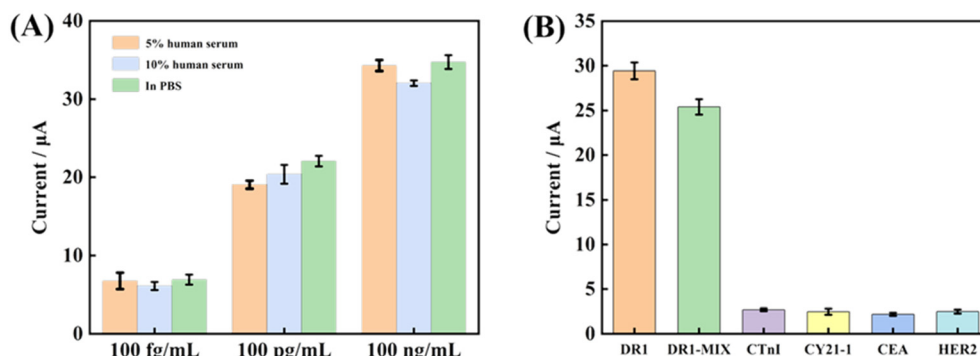 (A)
Current / μA
40
30
20
10
0
5% human serum
10% human serum
In PBS
100 fg/mL 100 pg/mL 100 ng/mL
(B)
Current / μA
35
30
25
20
15
10
5
0
DR1 DR1-MIX CTnI CY21-1 CEA HER2